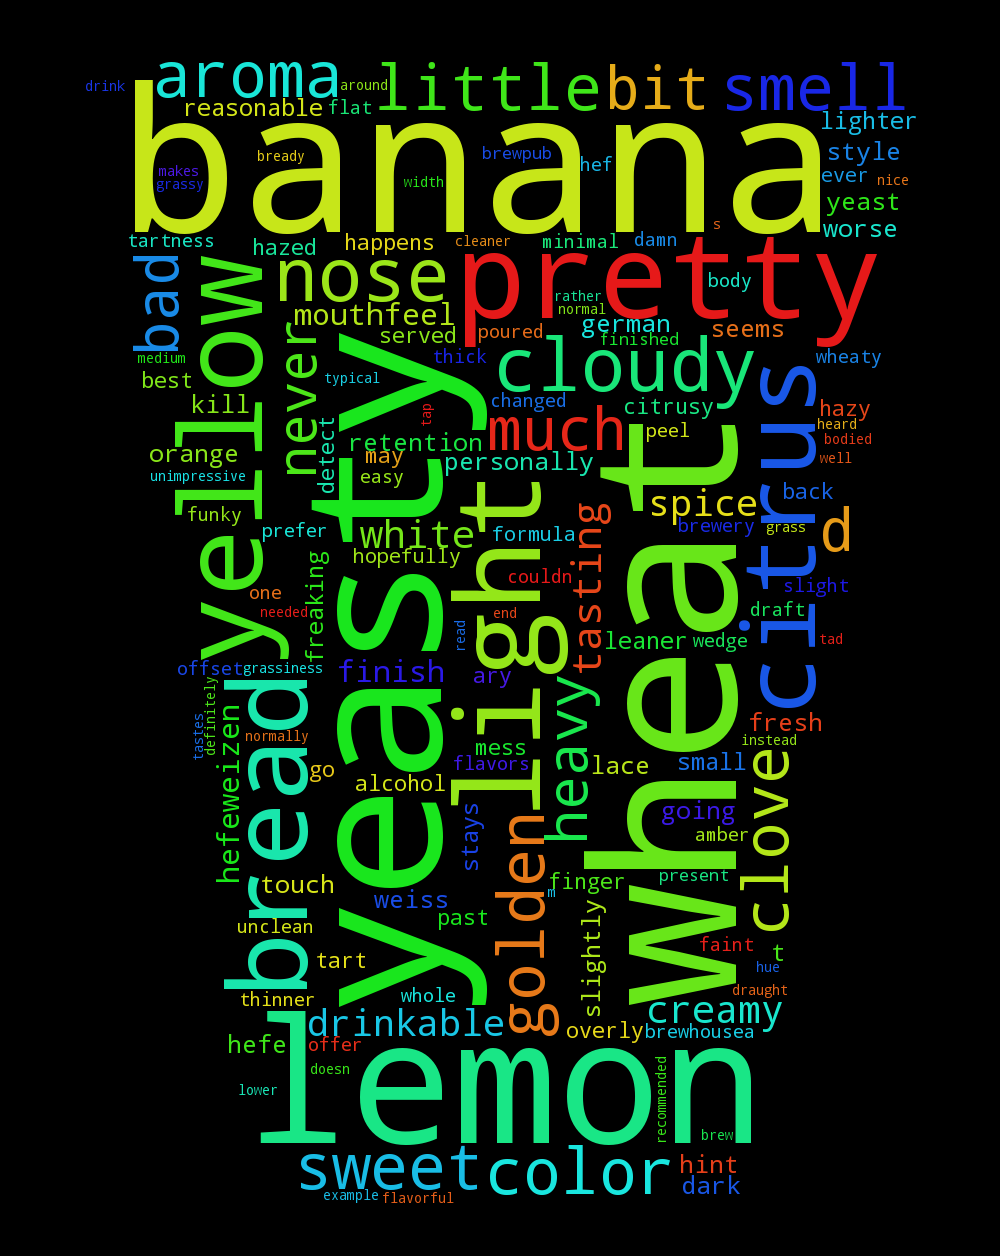 drink
aroma
around
little
bit
smell
reasonable
flat
lighter
banana
bready
brewpub
hef
style
makes
grassy
width
ever
nice
yeast
s
worse
tartness
hazed
happens
cleaner
minimal
damn
bad
yellow
nose
pretty
body
rather
normal
mouthfeel
german
seems
served
poured
finished
never
yeasty
thick
cloudy
wheaty
medium
best
typical
changed
citrus
kill
tap
much
citrusy
hazy
peel
heard
bodied
orange
detect
retention
may
personally
wheat
well
unimpressive
easy
light
back
funky
prefer
white
formula
tasting
spice
brewery
grass
d
hopefully
freaking
couldn
slight
one
needed
end
draft
read
leaner
wedge
tad
offset
grassiness
finish
ary
bread
heavy
tastes
definitely
hefeweizen
normally
fresh
instead
mess
go
flavors
lace
small
clove
alcohol
stays
going
amber
golden
touch
weiss
finger
m
present
past
slightly
unclean
faint
t
tart
hue
thinner
whole
draught
creamy
drinkable
overly
brewhousea
hefe
offer
lemon
doesn
lower
recommended
brew
sweet
color
hint
dark
example
flavorful